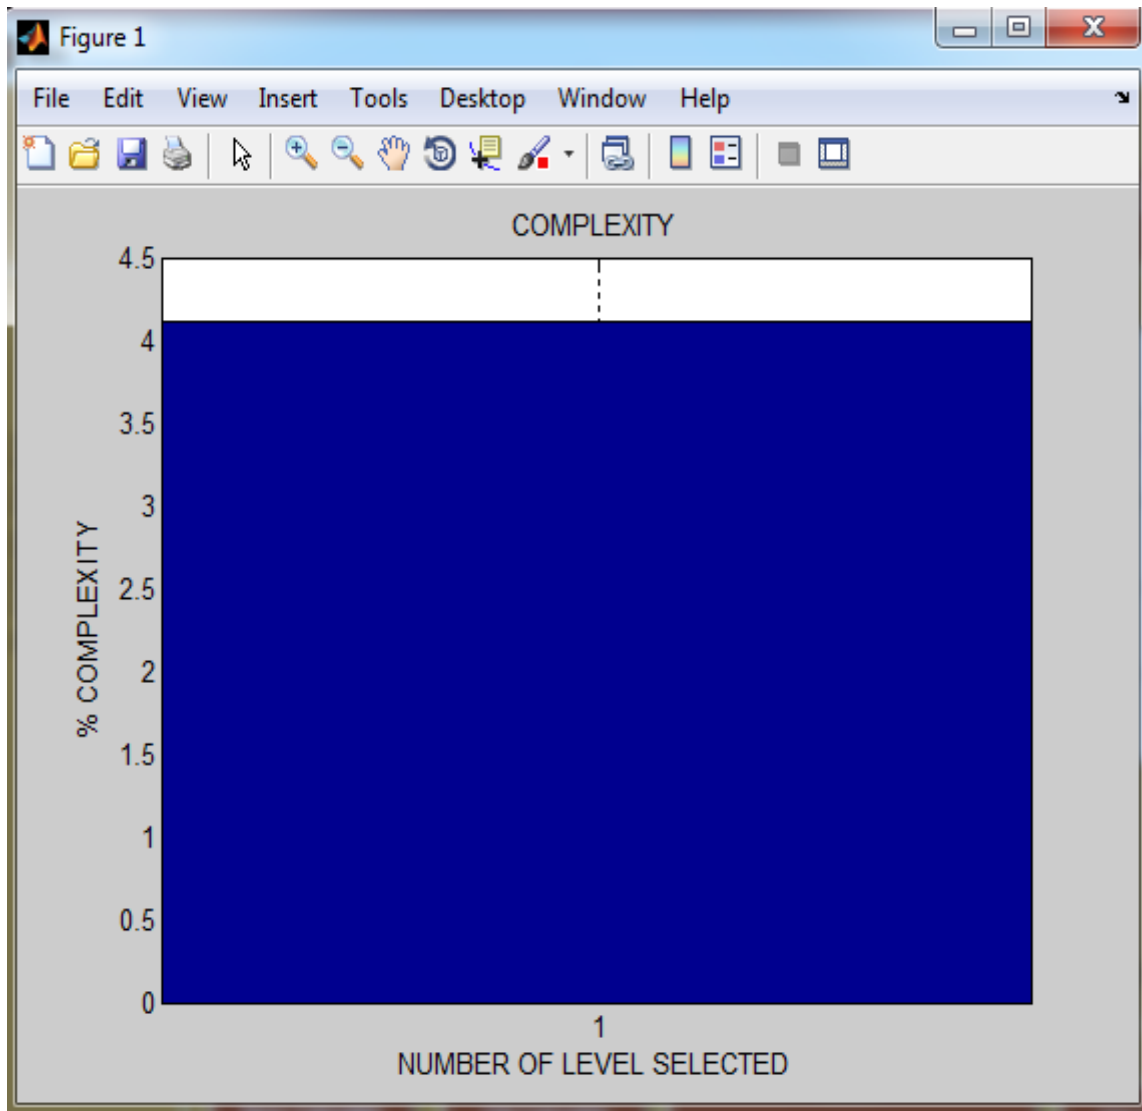 Figure 1
File Edit View Insert Tools Desktop Window Help
COMPLEXITY
4.5
4
3.5
3
2.5
2
1.5
1
0.5
0
% COMPLEXITY
1
NUMBER OF LEVEL SELECTED